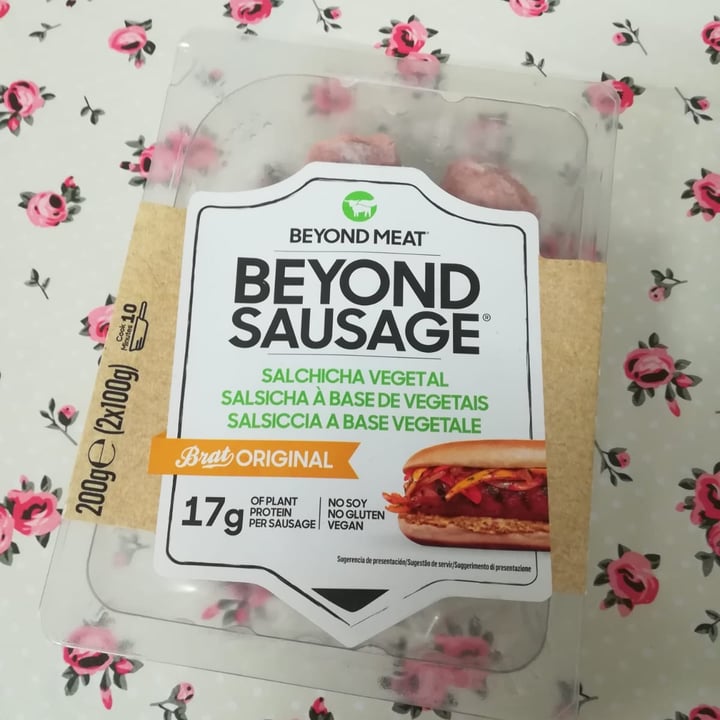 BEYOND MEAT®
BEYOND
SAUSAGE®
SALCHICHA VEGETAL
SALSICHA À BASE DE VEGETAIS
SALSICCIA A BASE VEGETALE
Brat ORIGINAL
17g
OF PLANT
PROTEIN
PER SAUSAGE
NO SOY
NO GLUTEN
VEGAN
Sugerencia de presentación/Sugestão de servir/Suggerimento di presentazione
200g℮ (2x100g)
Cook
Minutes 10